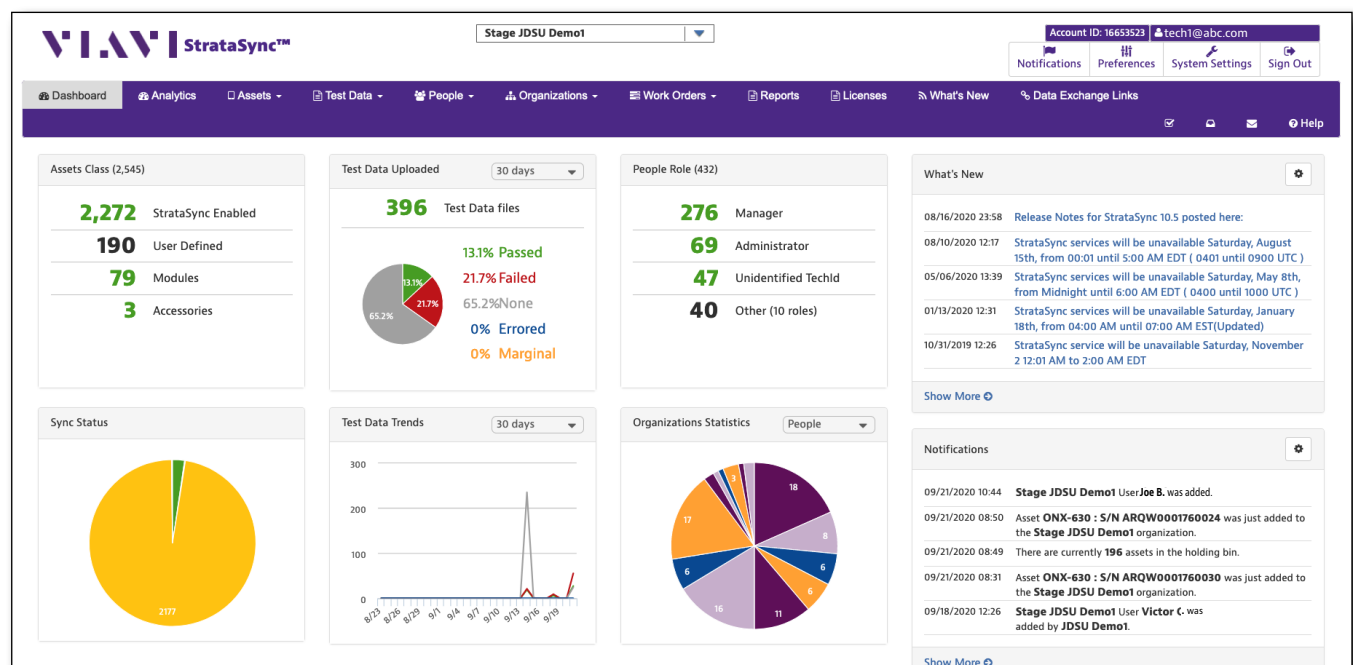 VIAVI StrataSync™
Stage JDSU Demo1
Account ID: 16653523 tech1@abc.com
Notifications Preferences System Settings Sign Out
Dashboard Analytics Assets Test Data People Organizations Work Orders Reports Licenses What's New Data Exchange Links
Help
Assets Class (2,545)
2,272 StrataSync Enabled
190 User Defined
79 Modules
3 Accessories
Test Data Uploaded 30 days
396 Test Data files
13.1% Passed
21.7% Failed
65.2%None
0% Errored
0% Marginal
13.1%
21.7%
65.2%
People Role (432)
276 Manager
69 Administrator
47 Unidentified TechId
40 Other (10 roles)
What's New
08/16/2020 23:58 Release Notes for StrataSync 10.5 posted here:
08/10/2020 12:17 StrataSync services will be unavailable Saturday, August
15th, from 00:01 until 5:00 AM EDT ( 0401 until 0900 UTC )
05/06/2020 13:39 StrataSync services will be unavailable Saturday, May 8th,
from Midnight until 6:00 AM EDT ( 0400 until 1000 UTC )
01/13/2020 12:31 StrataSync services will be unavailable Saturday, January
18th, from 04:00 AM until 07:00 AM EST(Updated)
10/31/2019 12:26 StrataSync service will be unavailable Saturday, November
2 12:01 AM to 2:00 AM EDT
Show More
Sync Status
2177
Test Data Trends 30 days
300
200
100
0
8/23 8/26 8/29 9/1 9/4 9/7 9/10 9/13 9/16 9/19
Organizations Statistics People
3
18
17
8
6
6
6
16
11
Notifications
09/21/2020 10:44 Stage JDSU Demo1 User Joe B. was added.
09/21/2020 08:50 Asset ONX-630 : S/N ARQW0001760024 was just added to
the Stage JDSU Demo1 organization.
09/21/2020 08:49 There are currently 196 assets in the holding bin.
09/21/2020 08:31 Asset ONX-630 : S/N ARQW0001760030 was just added to
the Stage JDSU Demo1 organization.
09/18/2020 12:26 Stage JDSU Demo1 User Victor C. was
added by JDSU Demo1.
Show More